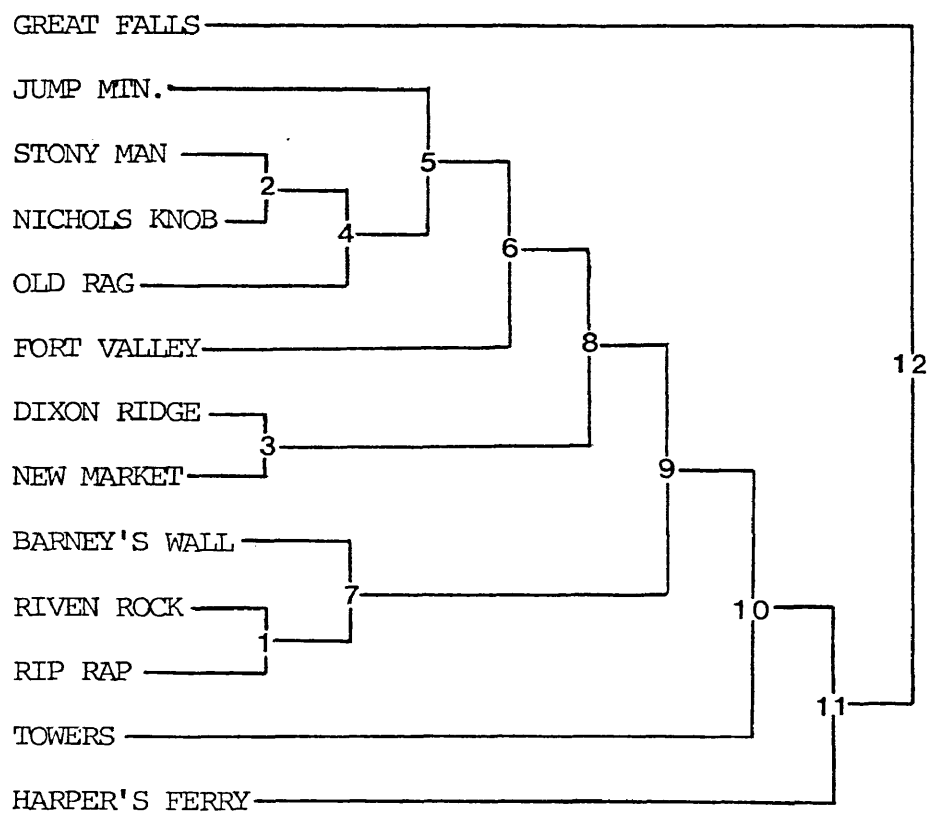 GREAT FALLS
JUMP MTN.
STONY MAN
5
2
NICHOLS KNOB
4
6
OLD RAG
FORT VALLEY
8
12
DIXON RIDGE
3
NEW MARKET
9
BARNEY'S WALL
7
RIVEN ROCK
10
1
RIP RAP
11
TOWERS
HARPER'S FERRY